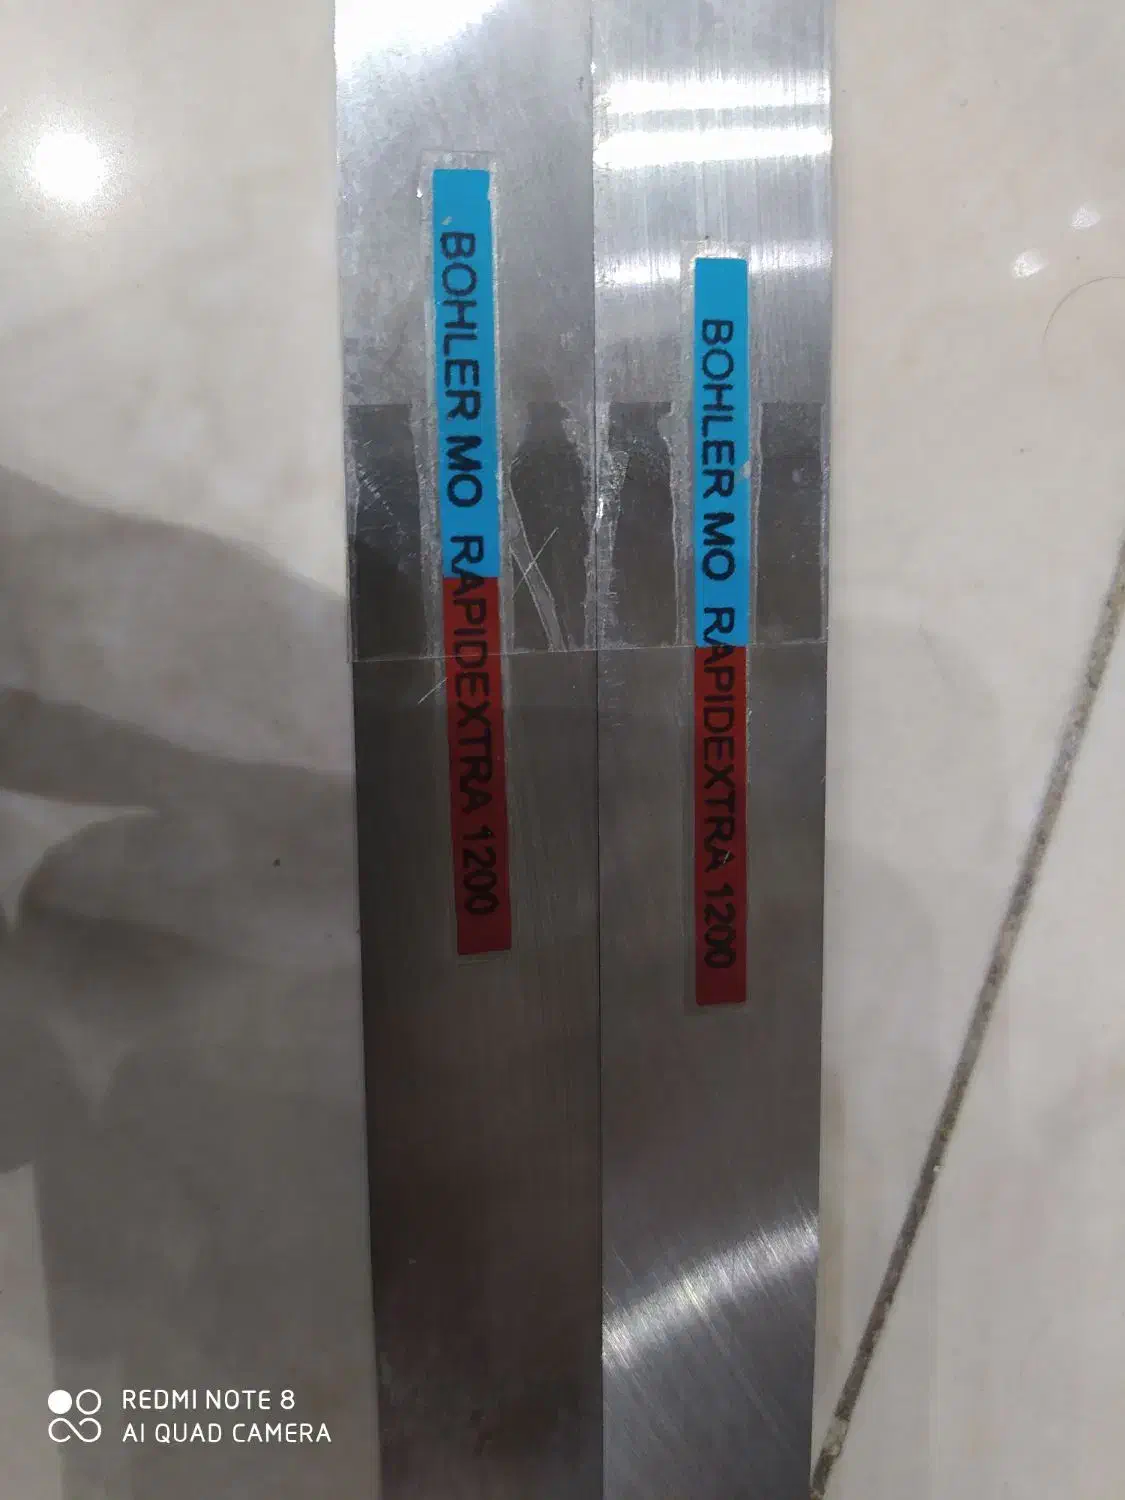 BOHLER MO RAPIDEXTRA 1200
BOHLER MO RAPIDEXTRA 1200
REDMI NOTE 8
AI QUAD CAMERA